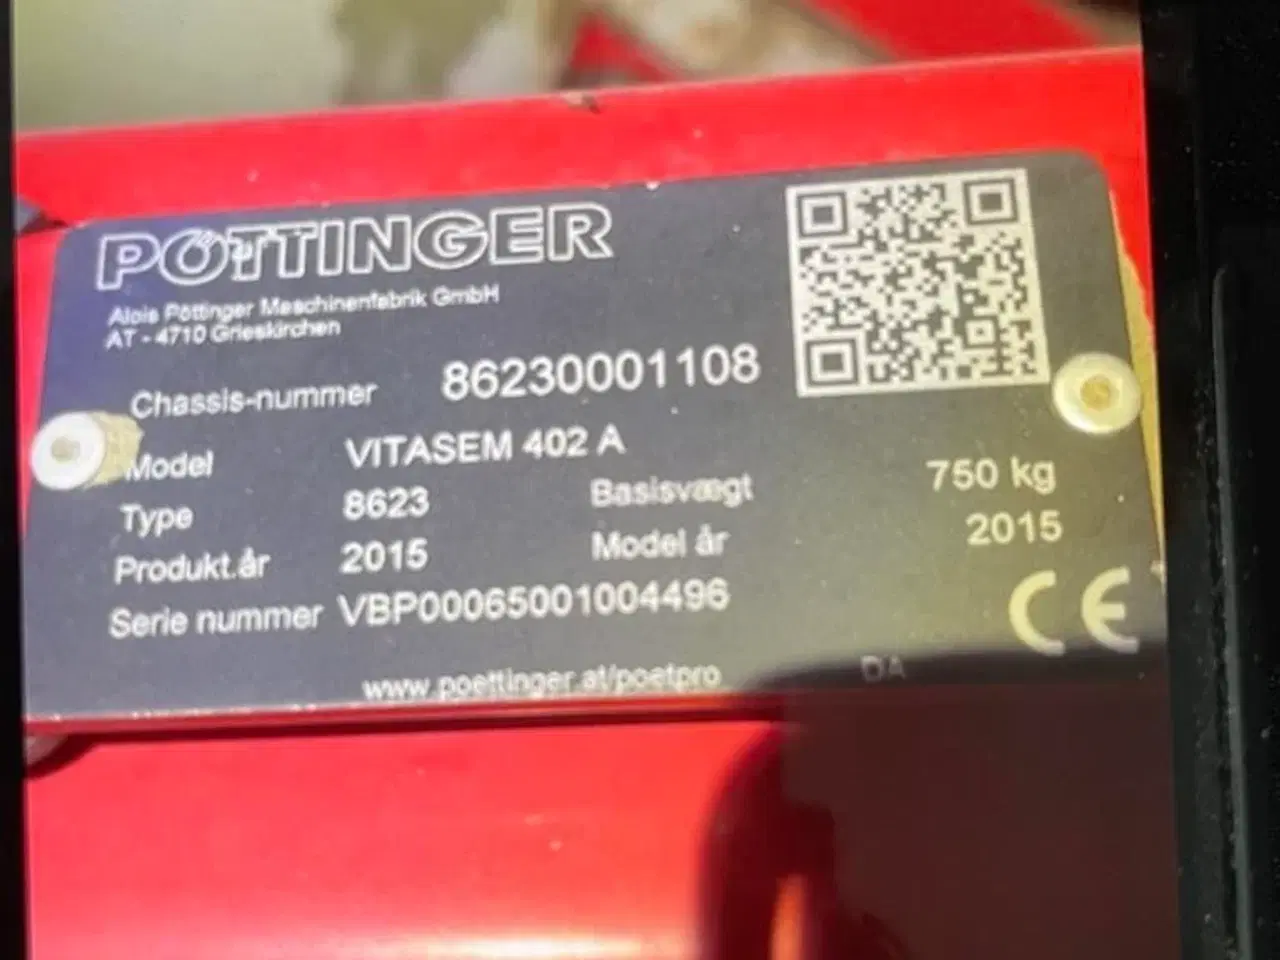 PÖTTINGER
Alois Pöttinger Maschinenfabrik GmbH
AT - 4710 Grieskirchen
Chassis-nummer 86230001108
Model VITASEM 402 A
Type 8623 Basisvægt 750 kg
Produkt.år 2015 Model år 2015
Serie nummer VBP00065001004496
CE
www.poettinger.at/poetpro DA